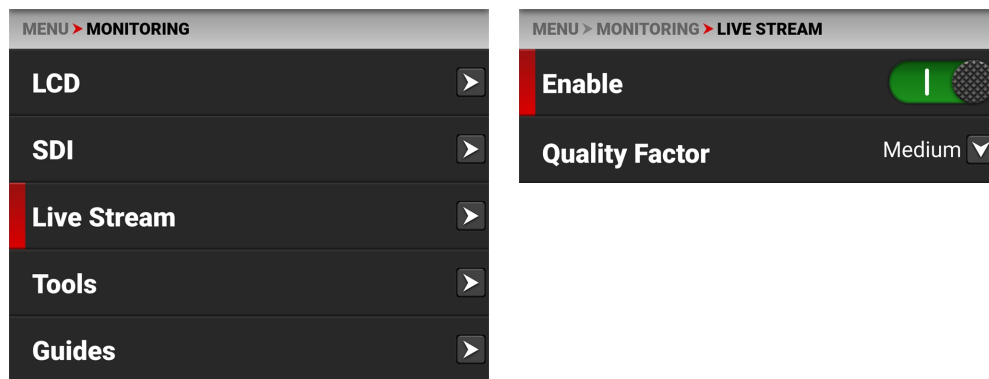 MENU > MONITORING
LCD
SDI
Live Stream
Tools
Guides
MENU > MONITORING > LIVE STREAM
Enable
Quality Factor Medium